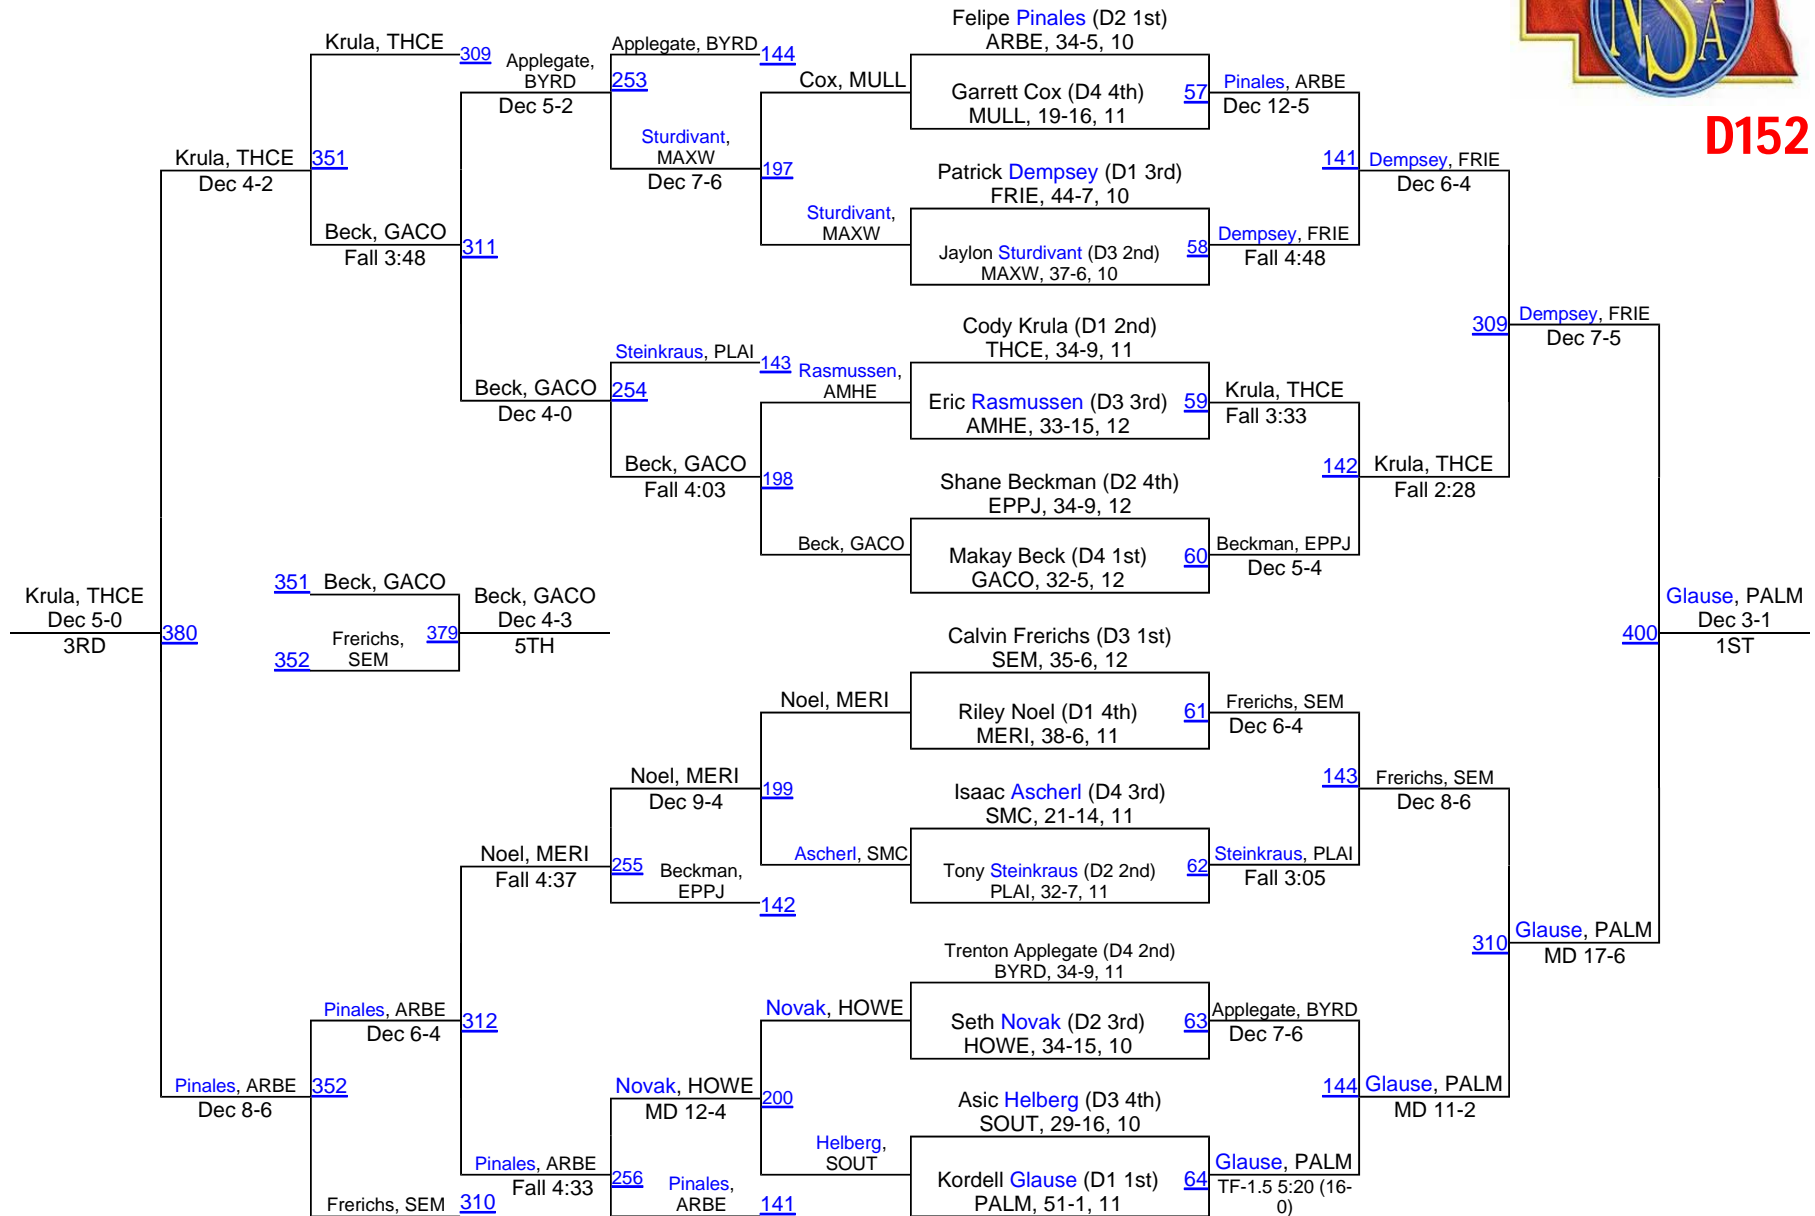 NSAA
D152
Felipe Pinales (D2 1st)
ARBE, 34-5, 10
Garrett Cox (D4 4th)
MULL, 19-16, 11
57
Pinales, ARBE
Dec 12-5
Patrick Dempsey (D1 3rd)
FRIE, 44-7, 10
Jaylon Sturdivant (D3 2nd)
MAXW, 37-6, 10
58
Dempsey, FRIE
Fall 4:48
141
Dempsey, FRIE
Dec 6-4
Cody Krula (D1 2nd)
THCE, 34-9, 11
Eric Rasmussen (D3 3rd)
AMHE, 33-15, 12
59
Krula, THCE
Fall 3:33
Shane Beckman (D2 4th)
EPPJ, 34-9, 12
Makay Beck (D4 1st)
GACO, 32-5, 12
60
Beckman, EPPJ
Dec 5-4
142
Krula, THCE
Fall 2:28
309
Dempsey, FRIE
Dec 7-5
Calvin Frerichs (D3 1st)
SEM, 35-6, 12
Riley Noel (D1 4th)
MERI, 38-6, 11
61
Frerichs, SEM
Dec 6-4
Isaac Ascherl (D4 3rd)
SMC, 21-14, 11
Tony Steinkraus (D2 2nd)
PLAI, 32-7, 11
62
Steinkraus, PLAI
Fall 3:05
143
Frerichs, SEM
Dec 8-6
Trenton Applegate (D4 2nd)
BYRD, 34-9, 11
Seth Novak (D2 3rd)
HOWE, 34-15, 10
63
Applegate, BYRD
Dec 7-6
Asic Helberg (D3 4th)
SOUT, 29-16, 10
Kordell Glause (D1 1st)
PALM, 51-1, 11
64
Glause, PALM
TF-1.5 5:20 (16-
0)
144
Glause, PALM
MD 11-2
310
Glause, PALM
MD 17-6
400
Glause, PALM
Dec 3-1
1ST
Cox, MULL
Sturdivant,
MAXW
197
Sturdivant,
MAXW
Dec 7-6
Applegate, BYRD
144
253
Applegate,
BYRD
Dec 5-2
Rasmussen,
AMHE
Beck, GACO
198
Beck, GACO
Fall 4:03
Steinkraus, PLAI
143
254
Beck, GACO
Dec 4-0
311
Beck, GACO
Fall 3:48
Krula, THCE
309
351
Krula, THCE
Dec 4-2
Noel, MERI
Ascherl, SMC
199
Noel, MERI
Dec 9-4
Beckman,
EPPJ
142
255
Noel, MERI
Fall 4:37
Novak, HOWE
Helberg,
SOUT
200
Novak, HOWE
MD 12-4
Pinales,
ARBE
141
256
Pinales, ARBE
Fall 4:33
312
Pinales, ARBE
Dec 6-4
Frerichs, SEM
310
352
Pinales, ARBE
Dec 8-6
380
Krula, THCE
Dec 5-0
3RD
351
Beck, GACO
352
Frerichs,
SEM
379
Beck, GACO
Dec 4-3
5TH